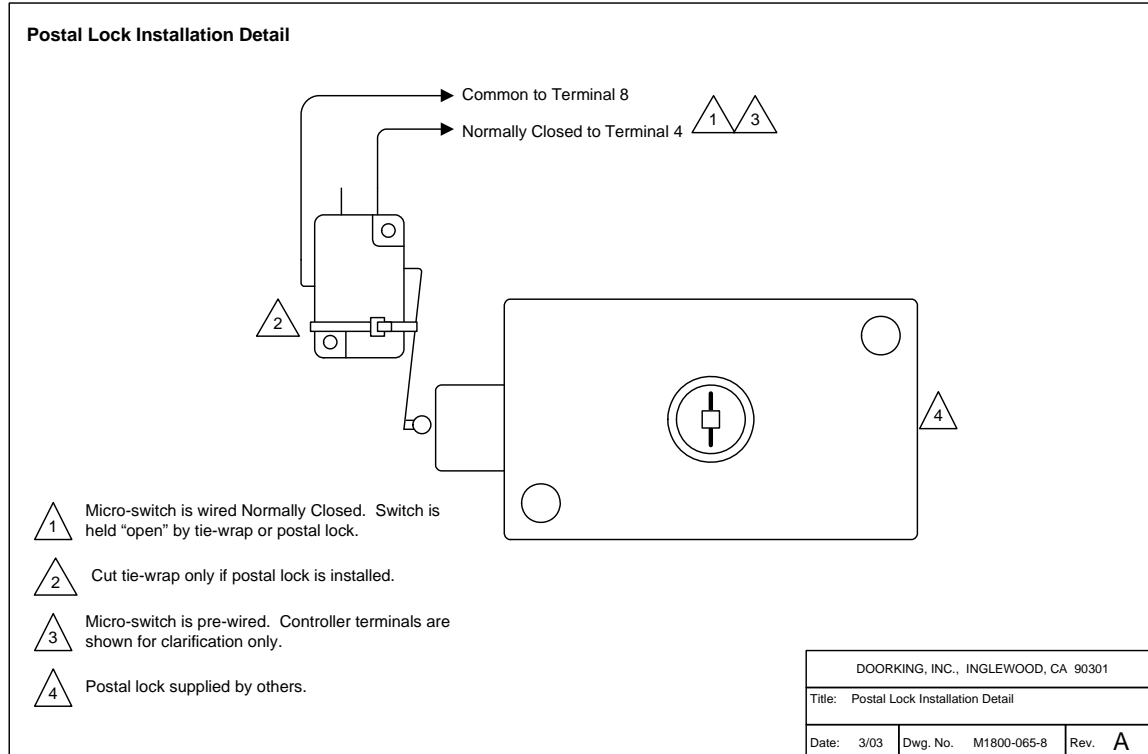 Postal Lock Installation Detail
Common to Terminal 8
Normally Closed to Terminal 4
1
3
2
4
1
Micro-switch is wired Normally Closed. Switch is
held “open” by tie-wrap or postal lock.
2
Cut tie-wrap only if postal lock is installed.
3
Micro-switch is pre-wired. Controller terminals are
shown for clarification only.
4
Postal lock supplied by others.
DOORKING, INC., INGLEWOOD, CA 90301
Title: Postal Lock Installation Detail
Date: 3/03 Dwg. No. M1800-065-8 Rev. A